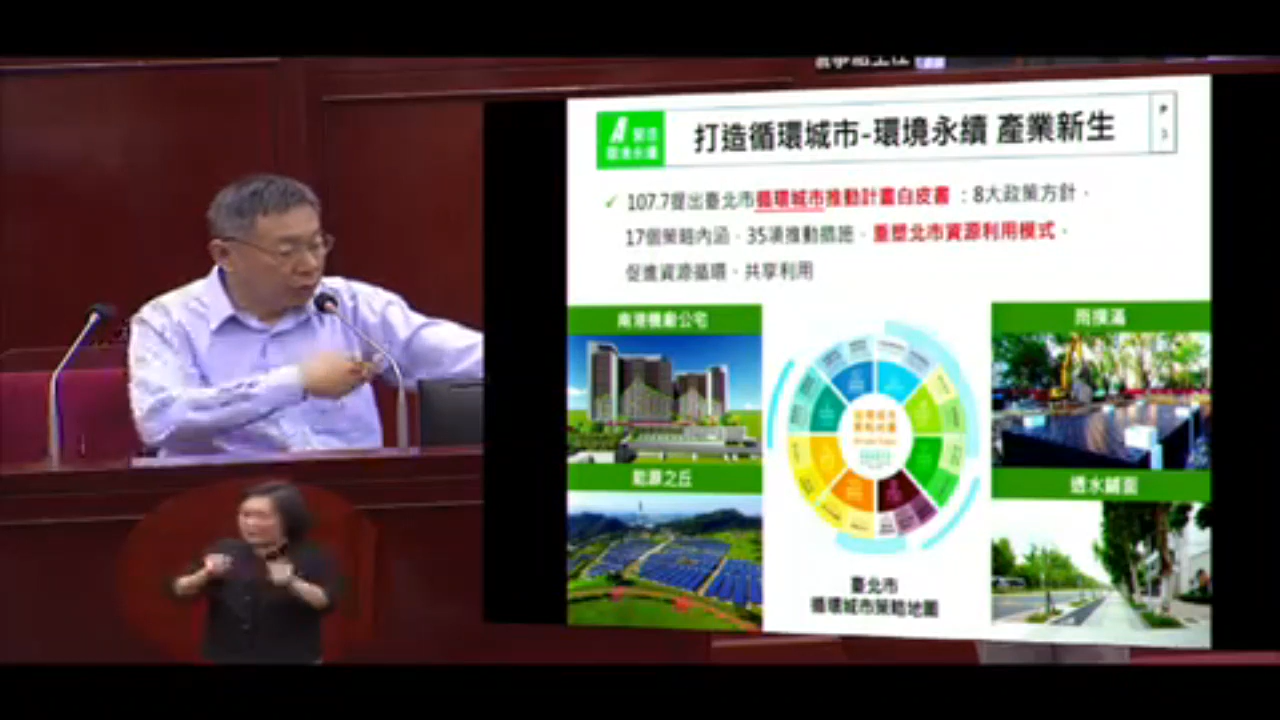 打造循環城市-環境永續 產業新生
107.7提出臺北市循環城市推動計畫白皮書 ：8大政策方針、
17個策略內涵、35項推動措施，重塑北市資源利用模式，
促進資源循環、共享利用
南港機廠公宅
雨撲滿
能源之丘
透水鋪面
臺北市
循環城市策略地圖